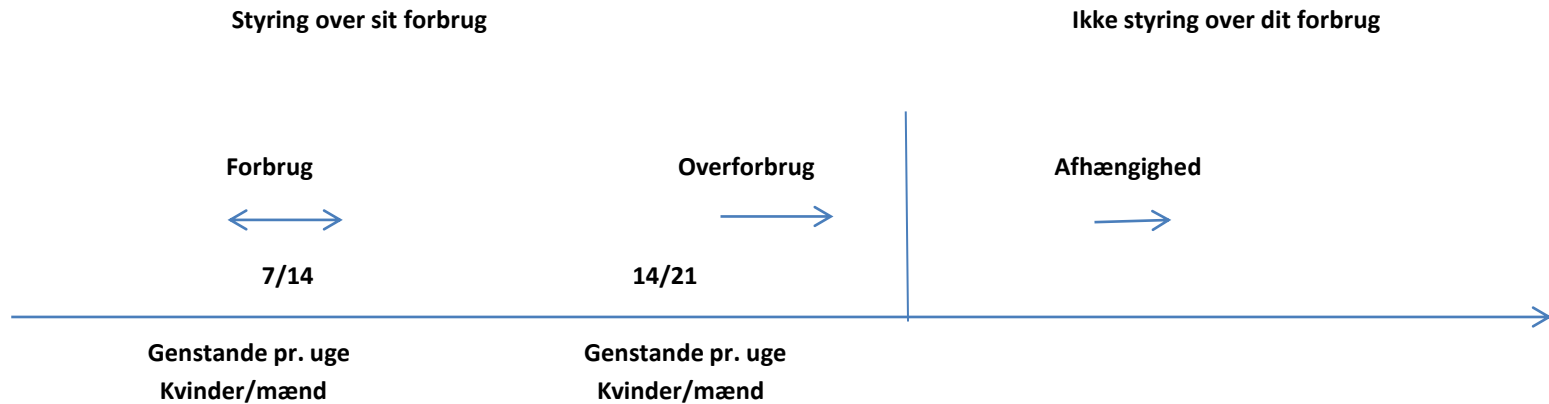 Styring over sit forbrug
Ikke styring over dit forbrug
Forbrug
Overforbrug
Afhængighed
7/14
14/21
Genstande pr. uge
Kvinder/mænd
Genstande pr. uge
Kvinder/mænd